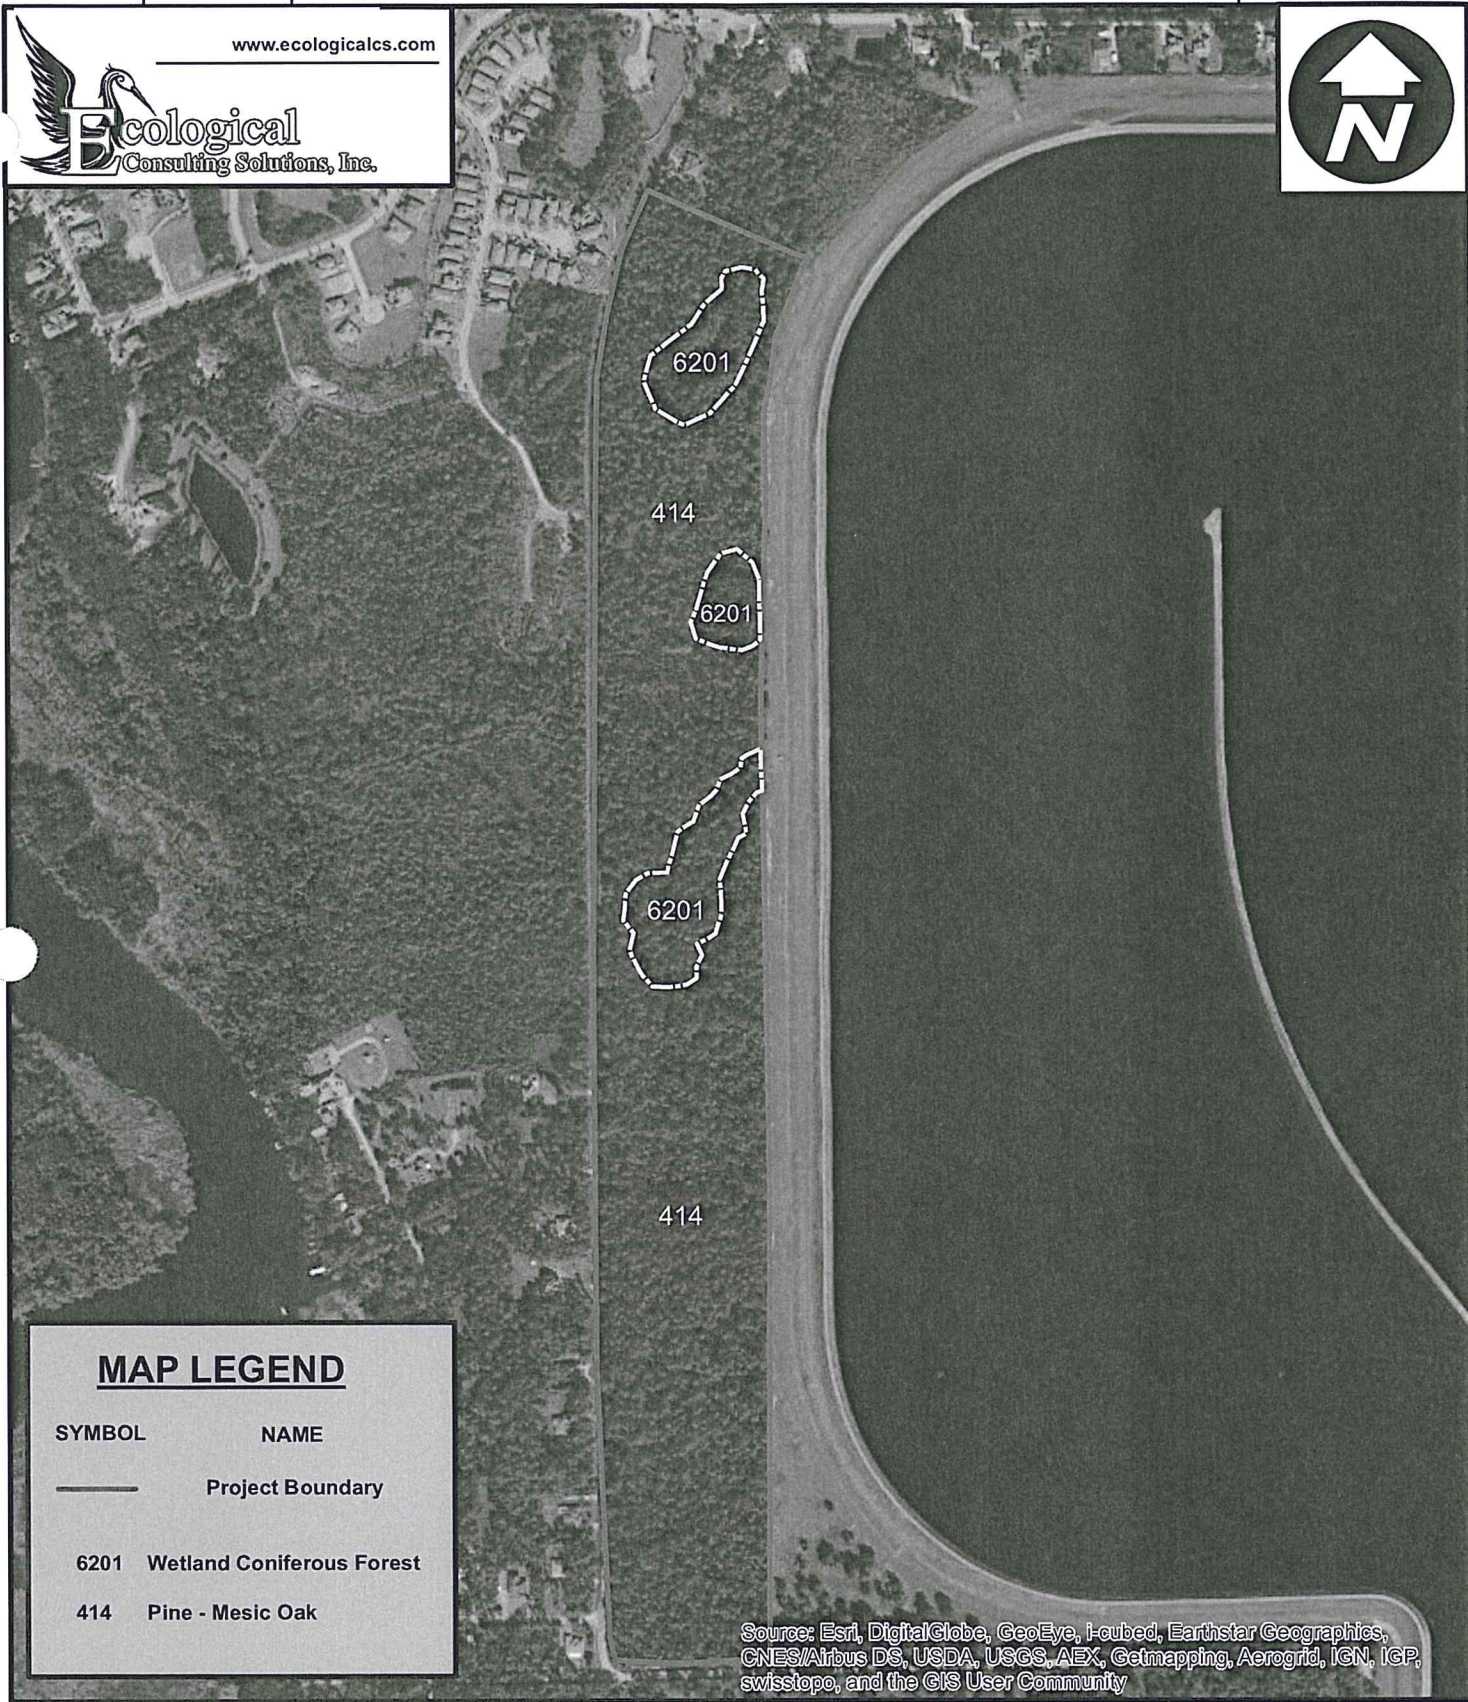 www.ecologicalcs.com
Ecological
Consulting Solutions, Inc.
N
6201
414
6201
6201
414
MAP LEGEND
SYMBOL NAME
Project Boundary
6201 Wetland Coniferous Forest
414 Pine - Mesic Oak
Source: Esri, DigitalGlobe, GeoEye, i-cubed, Earthstar Geographics,
CNES/Airbus DS, USDA, USGS, AEX, Getmapping, Aerogrid, IGN, IGP,
swisstopo, and the GIS User Community